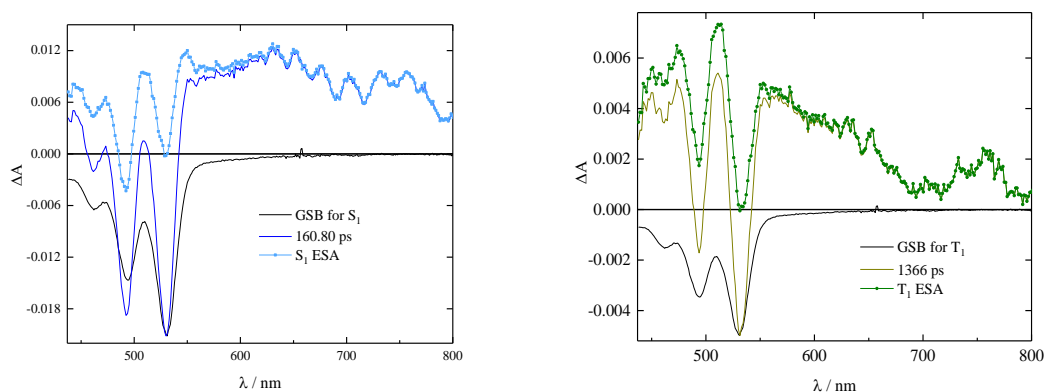 0.012
0.006
0.000
-0.006
-0.012
-0.018
ΔA
GSB for S₁
160.80 ps
S₁ ESA
500
600
700
800
λ / nm
0.006
0.004
0.002
0.000
-0.002
-0.004
ΔA
GSB for T₁
1366 ps
T₁ ESA
500
600
700
800
λ / nm